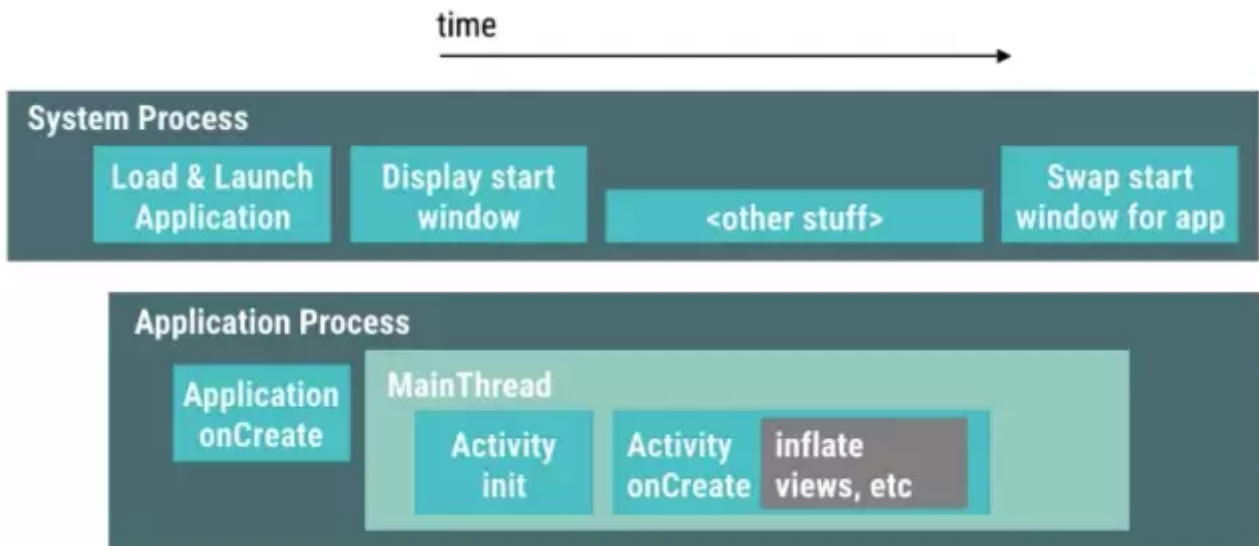 time
System Process
Load & Launch
Application
Display start
window
<other stuff>
Swap start
window for app
Application Process
Application
onCreate
MainThread
Activity
init
Activity
onCreate
inflate
views, etc